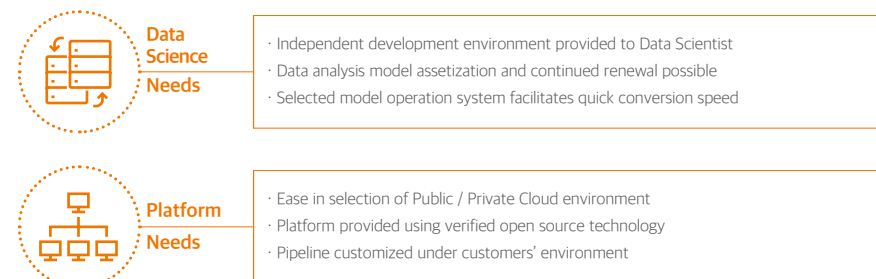 Data
Science
Needs
· Independent development environment provided to Data Scientist
· Data analysis model assetization and continued renewal possible
· Selected model operation system facilitates quick conversion speed
Platform
Needs
· Ease in selection of Public / Private Cloud environment
· Platform provided using verified open source technology
· Pipeline customized under customers' environment